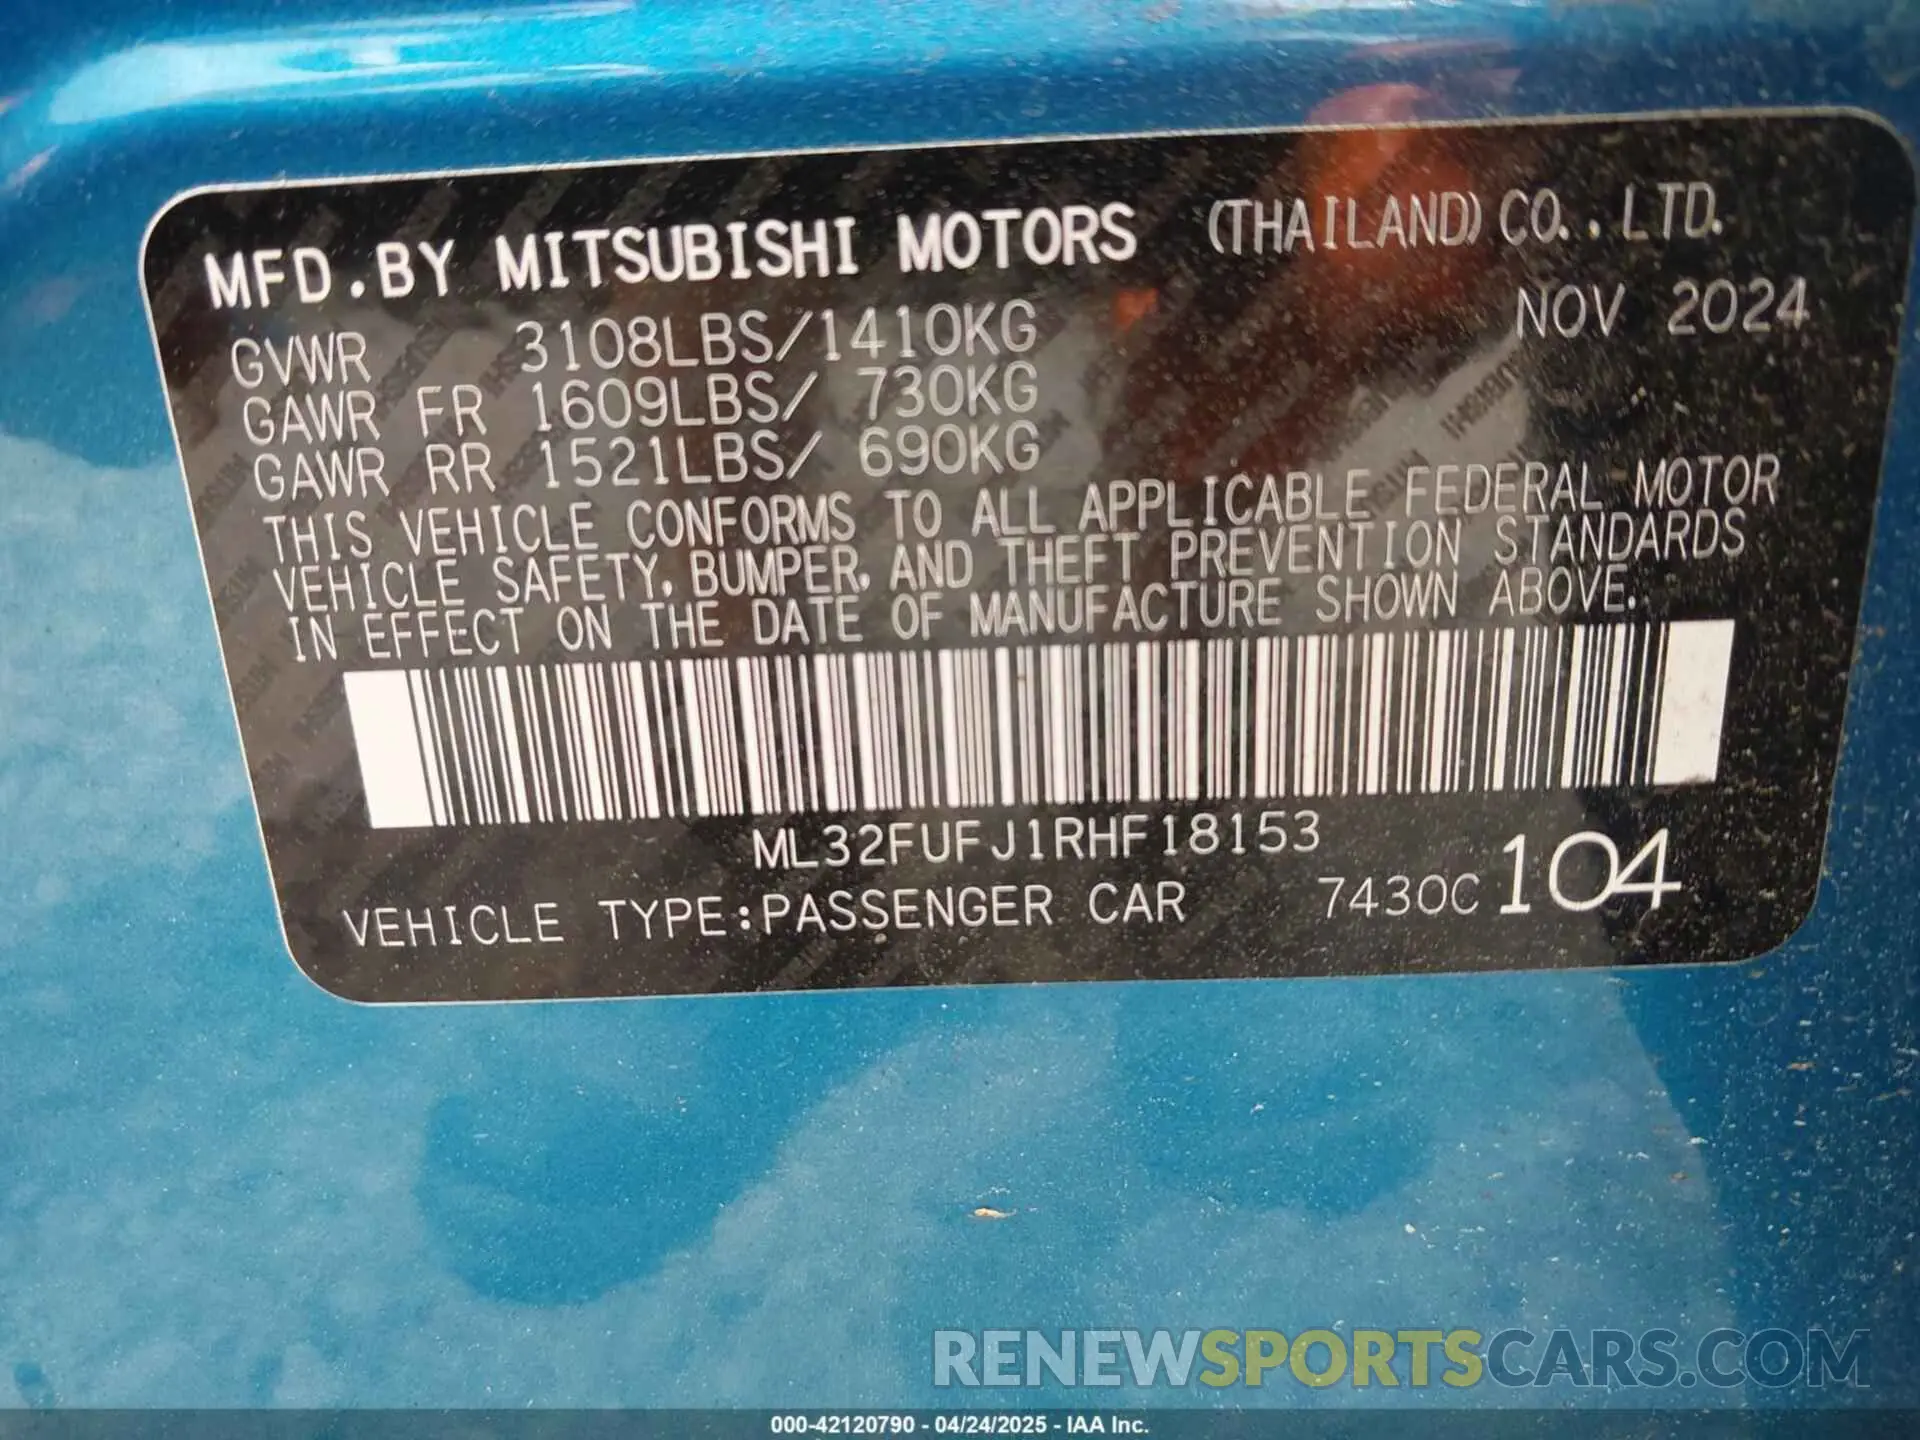 MFD.BY MITSUBISHI MOTORS (THAILAND) CO.,LTD.
NOV 2024
GVWR 3108LBS/1410KG
GAWR FR 1609LBS/ 730KG
GAWR RR 1521LBS/ 690KG
THIS VEHICLE CONFORMS TO ALL APPLICABLE FEDERAL MOTOR
VEHICLE SAFETY, BUMPER, AND THEFT PREVENTION STANDARDS
IN EFFECT ON THE DATE OF MANUFACTURE SHOWN ABOVE.
ML32FUFJ1RHF18153
VEHICLE TYPE:PASSENGER CAR 7430C 104
RENEWSPORTSCARS.COM
000-42120790 - 04/24/2025 - IAA Inc.